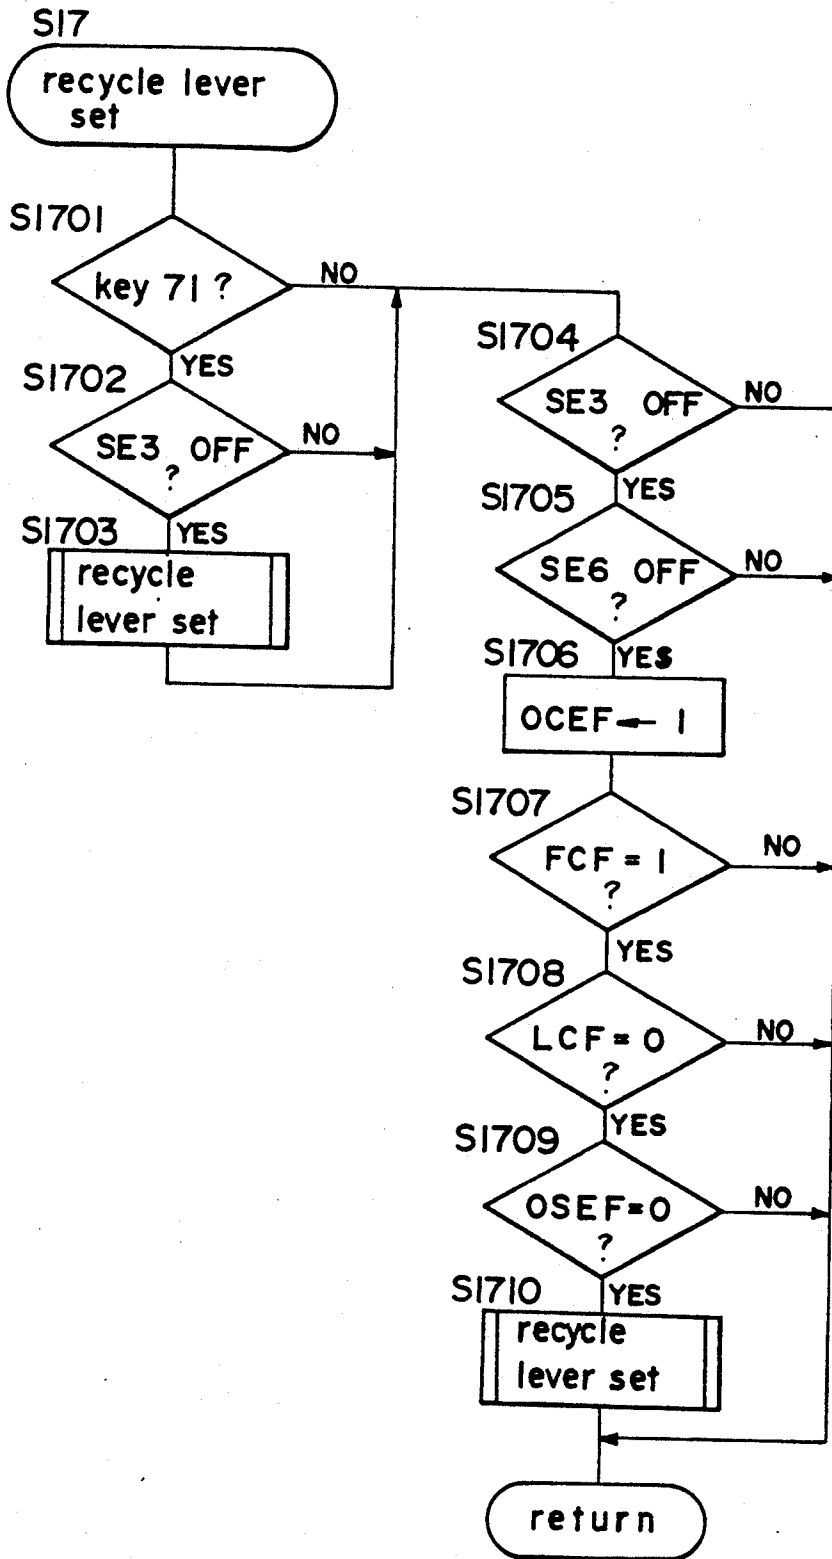 S17
recycle lever
set
S1701
key 71 ?
NO
YES
S1702
SE3 OFF
?
NO
YES
S1703
recycle
lever set
S1704
SE3 OFF
?
NO
YES
S1705
SE6 OFF
?
NO
YES
S1706
OCEF ← 1
S1707
FCF = 1
?
NO
YES
S1708
LCF = 0
?
NO
YES
S1709
OSEF=0
?
NO
YES
S1710
recycle
lever set
return